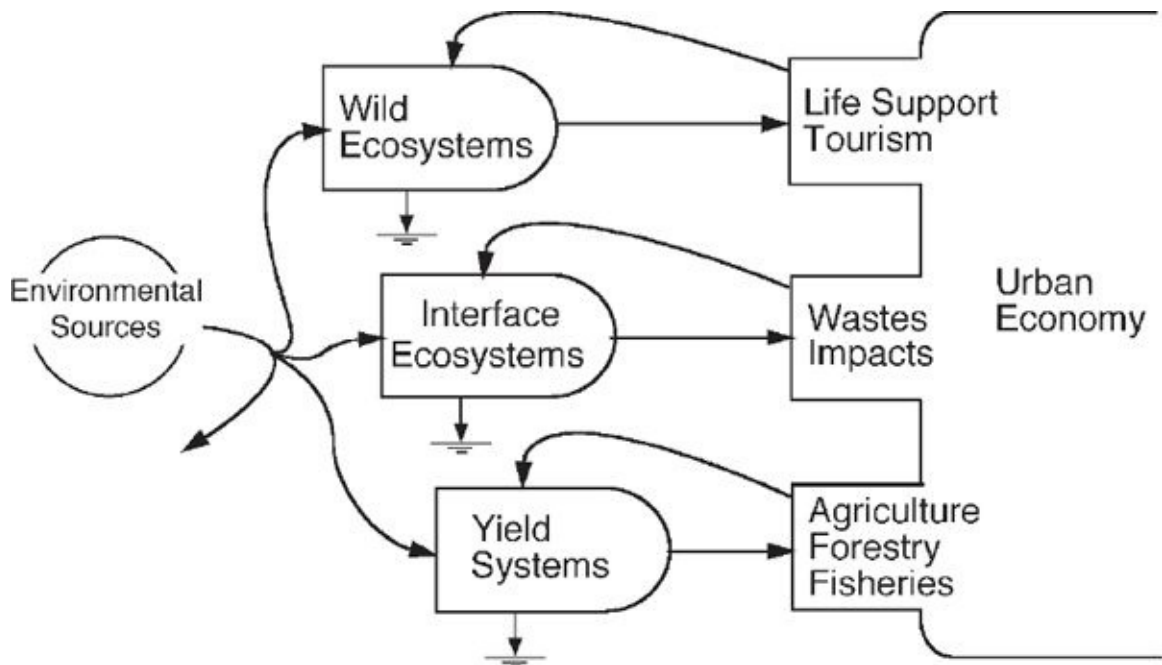 Wild
Ecosystems
Life Support
Tourism
Environmental
Sources
Interface
Ecosystems
Wastes
Impacts
Urban
Economy
Yield
Systems
Agriculture
Forestry
Fisheries